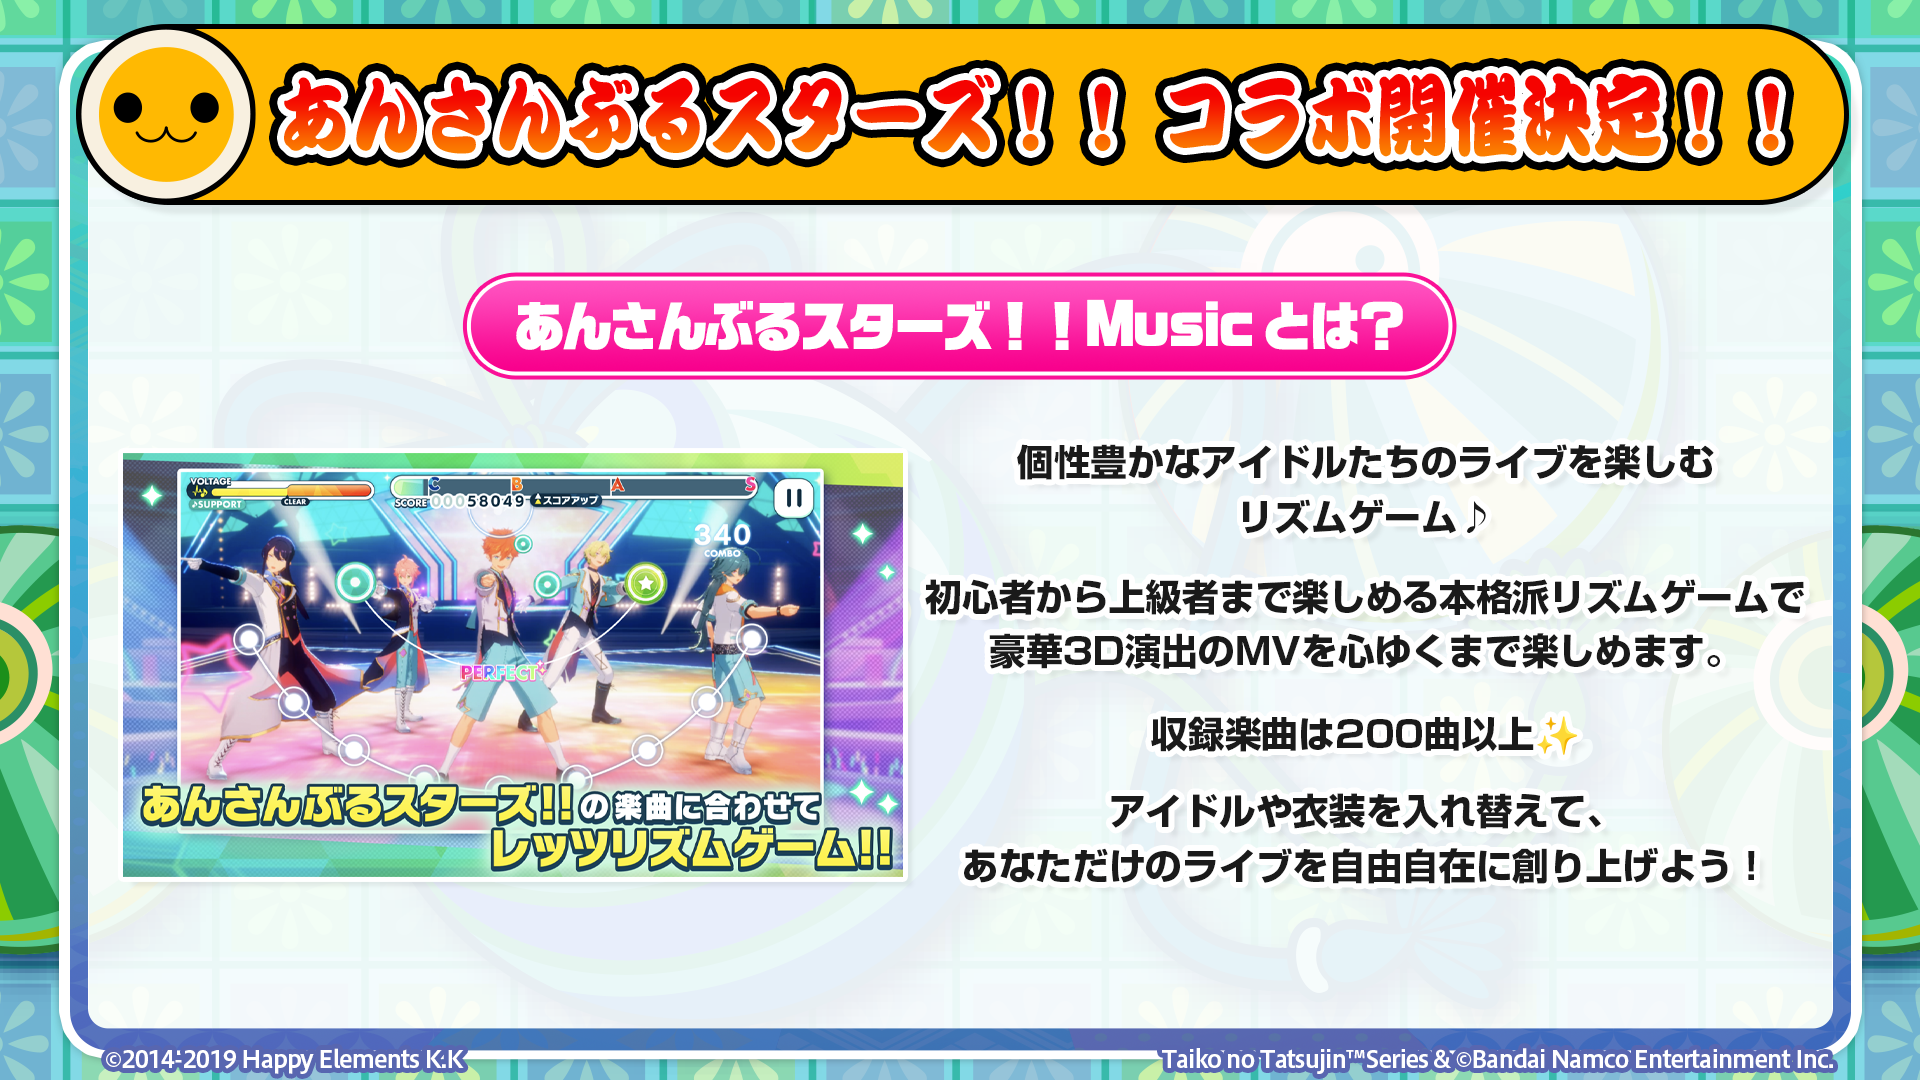 あんさんぶるスターズ！！ コラボ開催決定！！
あんさんぶるスターズ！！Music とは？
VOLTAGE
♪SUPPORT
CLEAR
C B A S
SCORE 00058049 スコアアップ
340
COMBO
PERFECT
あんさんぶるスターズ!!の楽曲に合わせて
レッツリズムゲーム!!
個性豊かなアイドルたちのライブを楽しむ
リズムゲーム♪
初心者から上級者まで楽しめる本格派リズムゲームで
豪華3D演出のMVを心ゆくまで楽しめます。
収録楽曲は200曲以上✨
アイドルや衣装を入れ替えて、
あなただけのライブを自由自在に創り上げよう！
©2014-2019 Happy Elements K.K
Taiko no Tatsujin™Series & ©Bandai Namco Entertainment Inc.